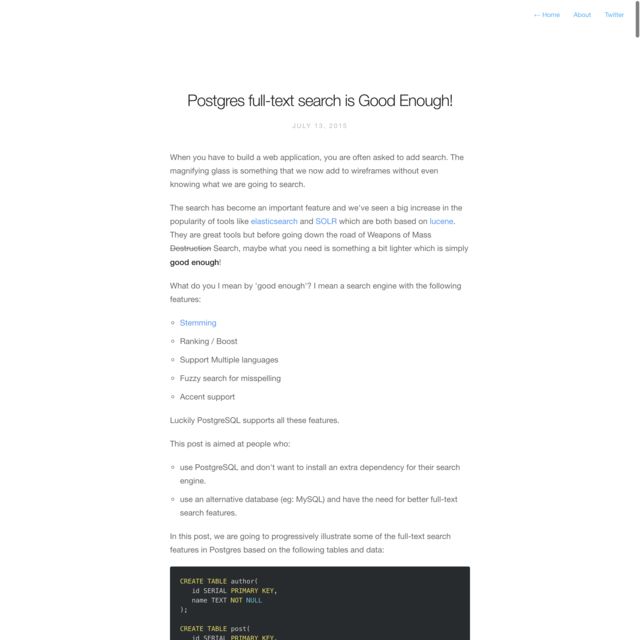 ← Home About Twitter
Postgres full-text search is Good Enough!
JULY 13, 2015
When you have to build a web application, you are often asked to add search. The
magnifying glass is something that we now add to wireframes without even
knowing what we are going to search.
The search has become an important feature and we've seen a big increase in the
popularity of tools like elasticsearch and SOLR which are both based on lucene.
They are great tools but before going down the road of Weapons of Mass
Destruction Search, maybe what you need is something a bit lighter which is simply
good enough!
What do you I mean by 'good enough'? I mean a search engine with the following
features:
Stemming
Ranking / Boost
Support Multiple languages
Fuzzy search for misspelling
Accent support
Luckily PostgreSQL supports all these features.
This post is aimed at people who:
use PostgreSQL and don't want to install an extra dependency for their search
engine.
use an alternative database (eg: MySQL) and have the need for better full-text
search features.
In this post, we are going to progressively illustrate some of the full-text search
features in Postgres based on the following tables and data:
CREATE TABLE author(
id SERIAL PRIMARY KEY,
name TEXT NOT NULL
);
CREATE TABLE post(
id SERIAL PRIMARY KEY,